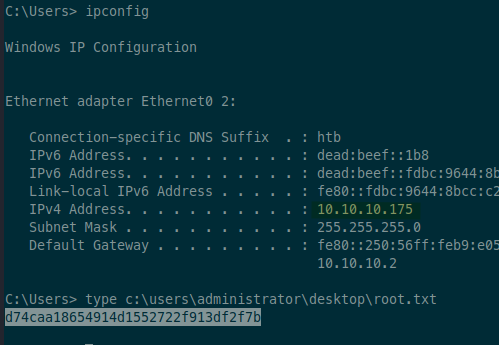 C:\Users> ipconfig
Windows IP Configuration
Ethernet adapter Ethernet0 2:
Connection-specific DNS Suffix  . : htb
IPv6 Address. . . . . . . . . . . : dead:beef::1b8
IPv6 Address. . . . . . . . . . . : dead:beef::fdbc:9644:8b
Link-local IPv6 Address . . . . . : fe80::fdbc:9644:8bcc:c2
IPv4 Address. . . . . . . . . . . : 10.10.10.175
Subnet Mask . . . . . . . . . . . : 255.255.255.0
Default Gateway . . . . . . . . . : fe80::250:56ff:feb9:e05
10.10.10.2
C:\Users> type c:\users\administrator\desktop\root.txt
d74caa18654914d1552722f913df2f7b